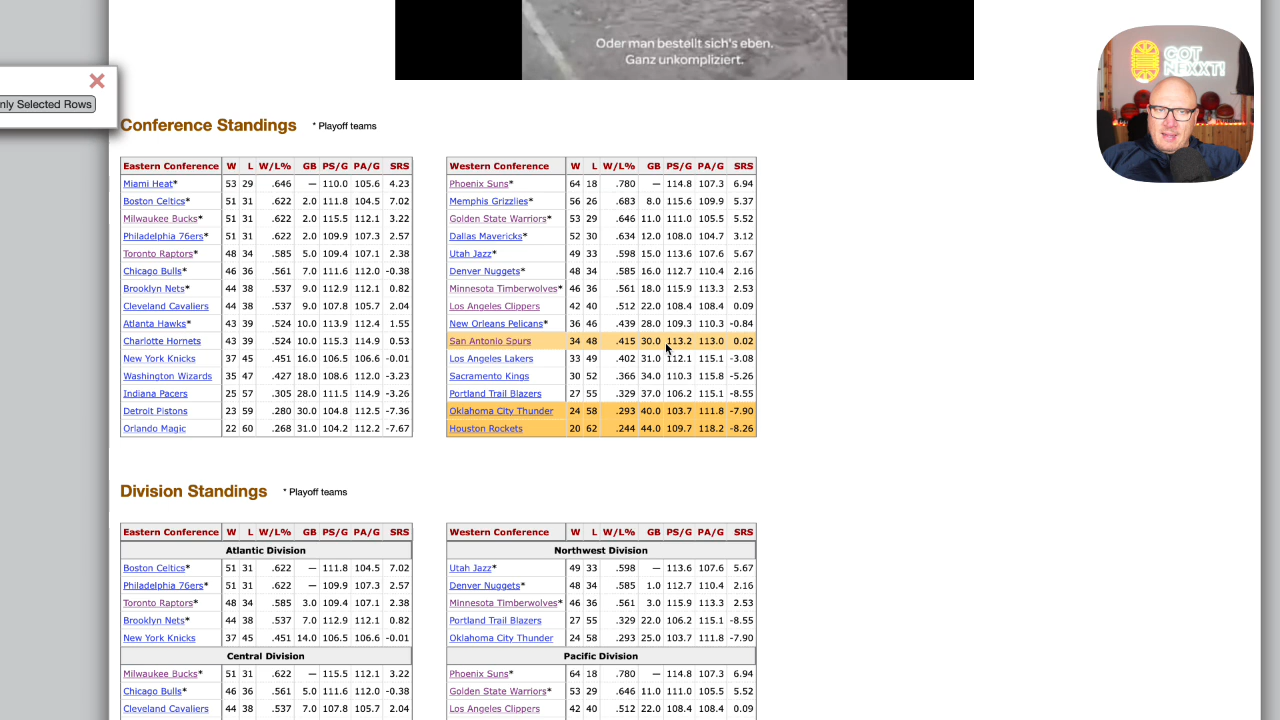 Oder man bestellt sich's eben.
Ganz unkompliziert.
GOT
NEXXT!
nly Selected Rows
Conference Standings * Playoff teams
Eastern Conference W L W/L% GB PS/G PA/G SRS
Miami Heat* 53 29 .646 — 110.0 105.6 4.23
Boston Celtics* 51 31 .622 2.0 111.8 104.5 7.02
Milwaukee Bucks* 51 31 .622 2.0 115.5 112.1 3.22
Philadelphia 76ers* 51 31 .622 2.0 109.9 107.3 2.57
Toronto Raptors* 48 34 .585 5.0 109.4 107.1 2.38
Chicago Bulls* 46 36 .561 7.0 111.6 112.0 -0.38
Brooklyn Nets* 44 38 .537 9.0 112.9 112.1 0.82
Cleveland Cavaliers 44 38 .537 9.0 107.8 105.7 2.04
Atlanta Hawks* 43 39 .524 10.0 113.9 112.4 1.55
Charlotte Hornets 43 39 .524 10.0 115.3 114.9 0.53
New York Knicks 37 45 .451 16.0 106.5 106.6 -0.01
Washington Wizards 35 47 .427 18.0 108.6 112.0 -3.23
Indiana Pacers 25 57 .305 28.0 111.5 114.9 -3.26
Detroit Pistons 23 59 .280 30.0 104.8 112.5 -7.36
Orlando Magic 22 60 .268 31.0 104.2 112.2 -7.67
Western Conference W L W/L% GB PS/G PA/G SRS
Phoenix Suns* 64 18 .780 — 114.8 107.3 6.94
Memphis Grizzlies* 56 26 .683 8.0 115.6 109.9 5.37
Golden State Warriors* 53 29 .646 11.0 111.0 105.5 5.52
Dallas Mavericks* 52 30 .634 12.0 108.0 104.7 3.12
Utah Jazz* 49 33 .598 15.0 113.6 107.6 5.67
Denver Nuggets* 48 34 .585 16.0 112.7 110.4 2.16
Minnesota Timberwolves* 46 36 .561 18.0 115.9 113.3 2.53
Los Angeles Clippers 42 40 .512 22.0 108.4 108.4 0.09
New Orleans Pelicans* 36 46 .439 28.0 109.3 110.3 -0.84
San Antonio Spurs 34 48 .415 30.0 113.2 113.0 0.02
Los Angeles Lakers 33 49 .402 31.0 112.1 115.1 -3.08
Sacramento Kings 30 52 .366 34.0 110.3 115.8 -5.26
Portland Trail Blazers 27 55 .329 37.0 106.2 115.1 -8.55
Oklahoma City Thunder 24 58 .293 40.0 103.7 111.8 -7.90
Houston Rockets 20 62 .244 44.0 109.7 118.2 -8.26
Division Standings * Playoff teams
Eastern Conference W L W/L% GB PS/G PA/G SRS
Atlantic Division
Boston Celtics* 51 31 .622 — 111.8 104.5 7.02
Philadelphia 76ers* 51 31 .622 — 109.9 107.3 2.57
Toronto Raptors* 48 34 .585 3.0 109.4 107.1 2.38
Brooklyn Nets* 44 38 .537 7.0 112.9 112.1 0.82
New York Knicks 37 45 .451 14.0 106.5 106.6 -0.01
Central Division
Milwaukee Bucks* 51 31 .622 — 115.5 112.1 3.22
Chicago Bulls* 46 36 .561 5.0 111.6 112.0 -0.38
Cleveland Cavaliers 44 38 .537 7.0 107.8 105.7 2.04
Western Conference W L W/L% GB PS/G PA/G SRS
Northwest Division
Utah Jazz* 49 33 .598 — 113.6 107.6 5.67
Denver Nuggets* 48 34 .585 1.0 112.7 110.4 2.16
Minnesota Timberwolves* 46 36 .561 3.0 115.9 113.3 2.53
Portland Trail Blazers 27 55 .329 22.0 106.2 115.1 -8.55
Oklahoma City Thunder 24 58 .293 25.0 103.7 111.8 -7.90
Pacific Division
Phoenix Suns* 64 18 .780 — 114.8 107.3 6.94
Golden State Warriors* 53 29 .646 11.0 111.0 105.5 5.52
Los Angeles Clippers 42 40 .512 22.0 108.4 108.4 0.09